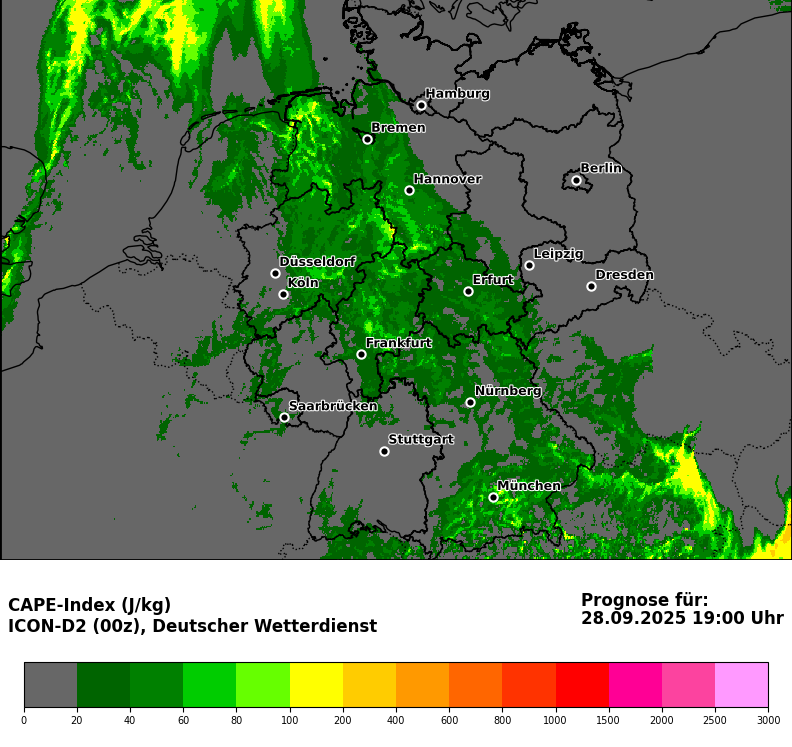 Hamburg
Bremen
Berlin
Hannover
Leipzig
Düsseldorf
Dresden
Köln
Erfurt
Frankfurt
Nürnberg
Saarbrücken
Stuttgart
München
CAPE-Index (J/kg)
ICON-D2 (00z), Deutscher Wetterdienst
Prognose für:
28.09.2025 19:00 Uhr
0 20 40 60 80 100 200 400 600 800 1000 1500 2000 2500 3000